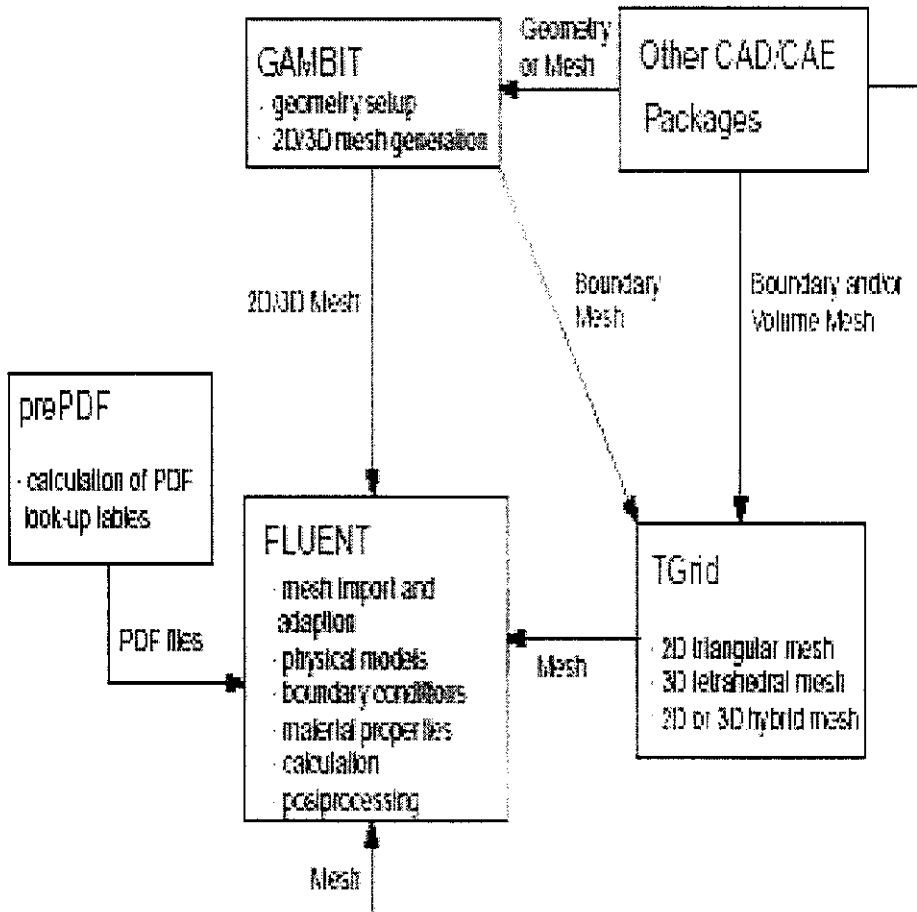 GAMBIT
· geometry setup
· 2D/3D mesh generation
Geometry
or Mesh
Other CAD/CAE
Packages
2D/3D Mesh
Boundary
Mesh
Boundary and/or
Volume Mesh
prePDF
· calculation of PDF
look-up tables
PDF files
FLUENT
· mesh import and
adaption
· physical models
· boundary conditions
· material properties
· calculation
· postprocessing
Mesh
TGrid
· 2D triangular mesh
· 3D tetrahedral mesh
· 2D or 3D hybrid mesh
Mesh